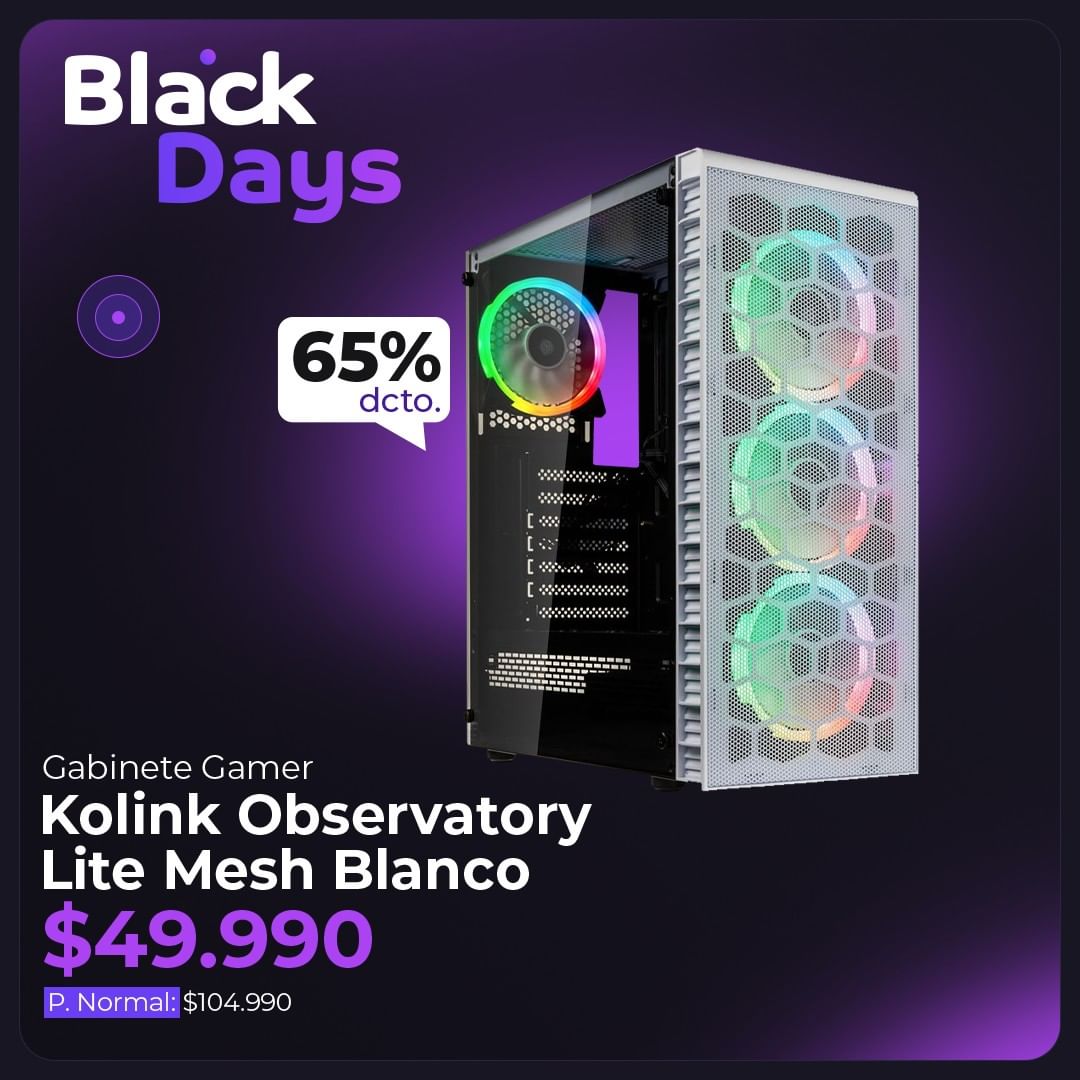 Black
Days
65%
dcto.
Gabinete Gamer
Kolink Observatory
Lite Mesh Blanco
$49.990
P. Normal: $104.990